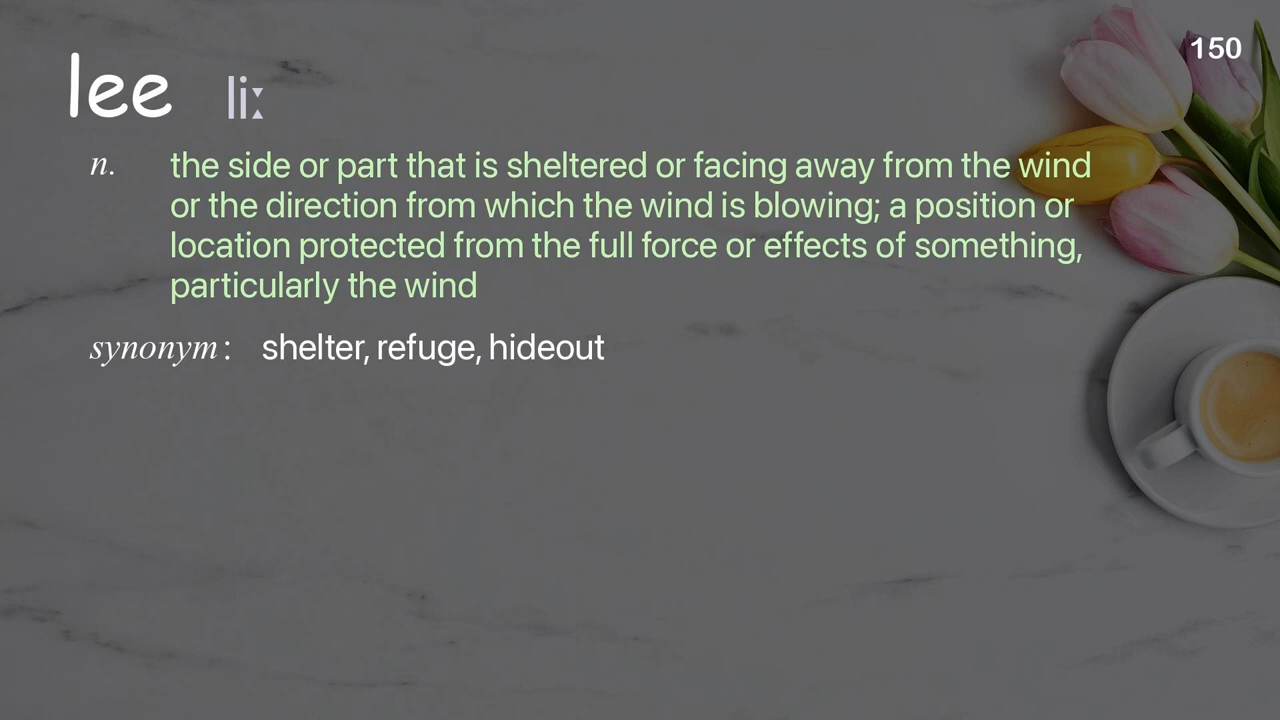 150
lee liː
n. the side or part that is sheltered or facing away from the wind
or the direction from which the wind is blowing; a position or
location protected from the full force or effects of something,
particularly the wind
synonym : shelter, refuge, hideout